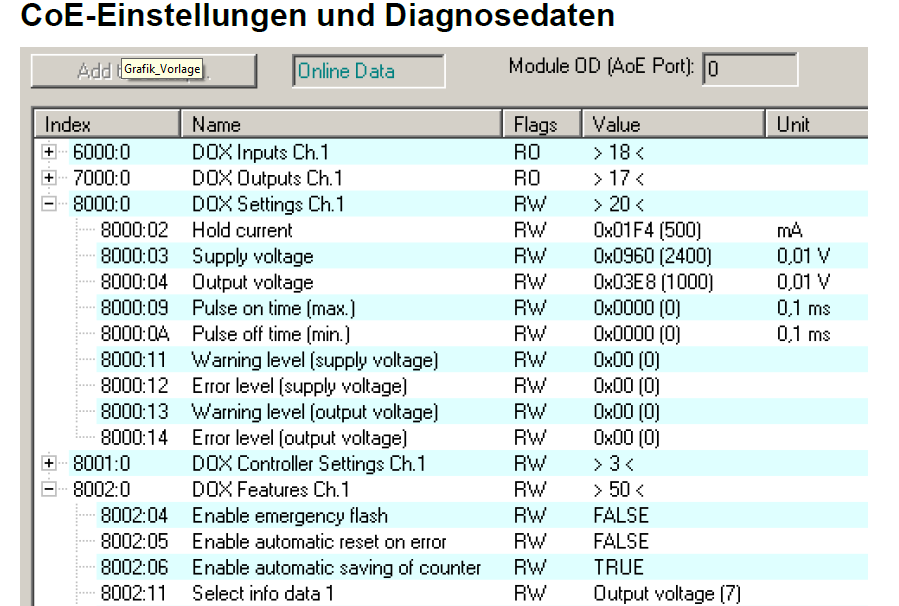 CoE-Einstellungen und Diagnosedaten
Add Grafik_Vorlage Online Data Module OD (AoE Port): 0
Index Name Flags Value Unit
6000:0 DOX Inputs Ch.1 RO > 18 <
7000:0 DOX Outputs Ch.1 RO > 17 <
8000:0 DOX Settings Ch.1 RW > 20 <
8000:02 Hold current RW 0x01F4 (500) mA
8000:03 Supply voltage RW 0x0960 (2400) 0,01 V
8000:04 Output voltage RW 0x03E8 (1000) 0,01 V
8000:09 Pulse on time (max.) RW 0x0000 (0) 0,1 ms
8000:0A Pulse off time (min.) RW 0x0000 (0) 0,1 ms
8000:11 Warning level (supply voltage) RW 0x00 (0)
8000:12 Error level (supply voltage) RW 0x00 (0)
8000:13 Warning level (output voltage) RW 0x00 (0)
8000:14 Error level (output voltage) RW 0x00 (0)
8001:0 DOX Controller Settings Ch.1 RW > 3 <
8002:0 DOX Features Ch.1 RW > 50 <
8002:04 Enable emergency flash RW FALSE
8002:05 Enable automatic reset on error RW FALSE
8002:06 Enable automatic saving of counter RW TRUE
8002:11 Select info data 1 RW Output voltage (7)